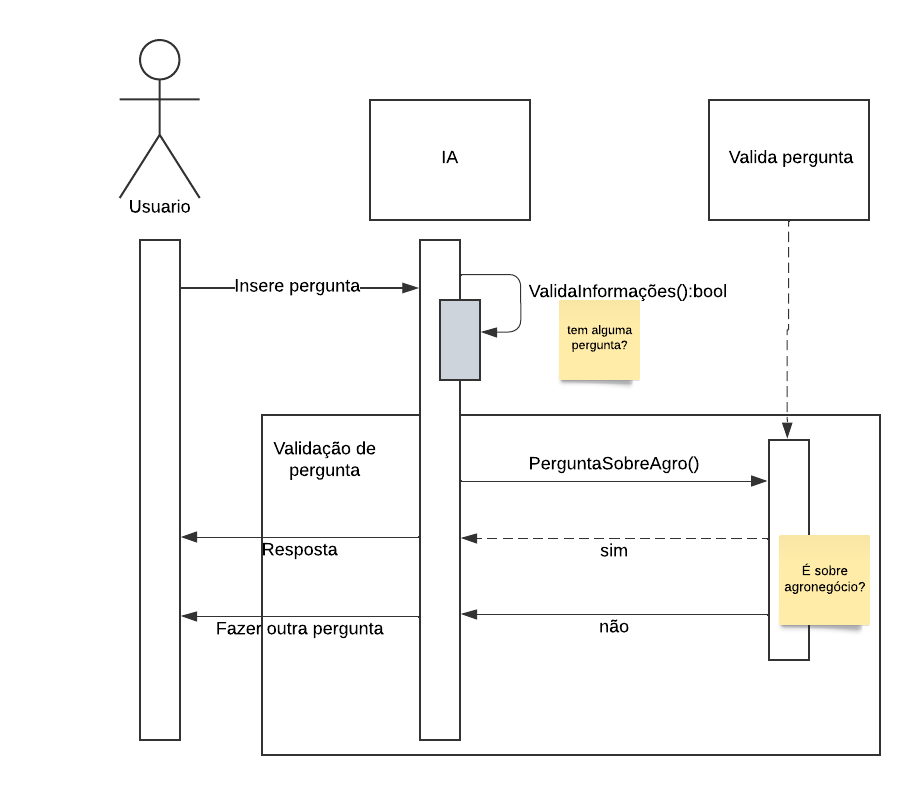 Usuario
IA
Valida pergunta
Insere pergunta
ValidaInformações():bool
tem alguma
pergunta?
Validação de
pergunta
PerguntaSobreAgro()
Resposta
sim
É sobre
agronegócio?
Fazer outra pergunta
não